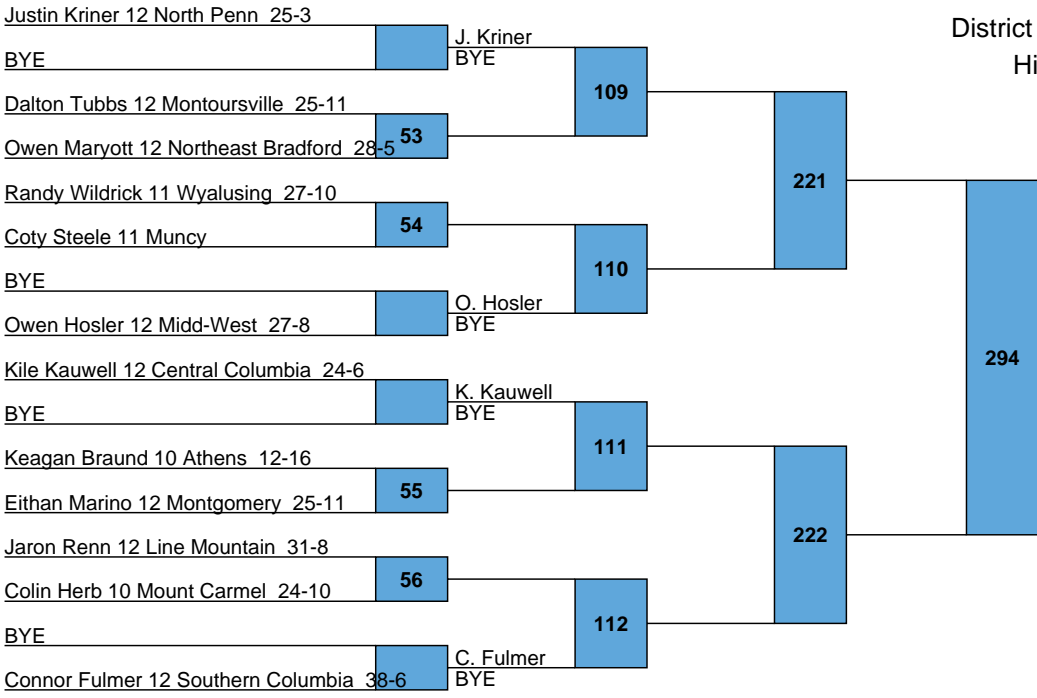 Justin Kriner 12 North Penn 25-3
BYE
Dalton Tubbs 12 Montoursville 25-11
Owen Maryott 12 Northeast Bradford 28-5
Randy Wildrick 11 Wyalusing 27-10
Coty Steele 11 Muncy
BYE
Owen Hosler 12 Midd-West 27-8
Kile Kauwell 12 Central Columbia 24-6
BYE
Keagan Braund 10 Athens 12-16
Eithan Marino 12 Montgomery 25-11
Jaron Renn 12 Line Mountain 31-8
Colin Herb 10 Mount Carmel 24-10
BYE
Connor Fulmer 12 Southern Columbia 38-6
53
54
55
56
J. Kriner
BYE
O. Hosler
BYE
K. Kauwell
BYE
C. Fulmer
BYE
109
110
111
112
221
222
294
District
Hi